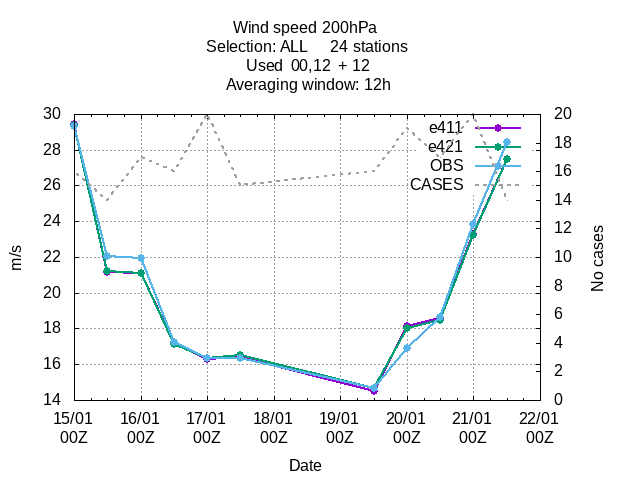 Wind speed 200hPa
Selection: ALL 24 stations
Used 00,12 + 12
Averaging window: 12h
30
28
26
24
22
20
18
16
14
m/s
20
18
16
14
12
10
8
6
4
2
0
No cases
e411
e421
OBS
CASES
15/01 16/01 17/01 18/01 19/01 20/01 21/01 22/01
00Z 00Z 00Z 00Z 00Z 00Z 00Z 00Z
Date